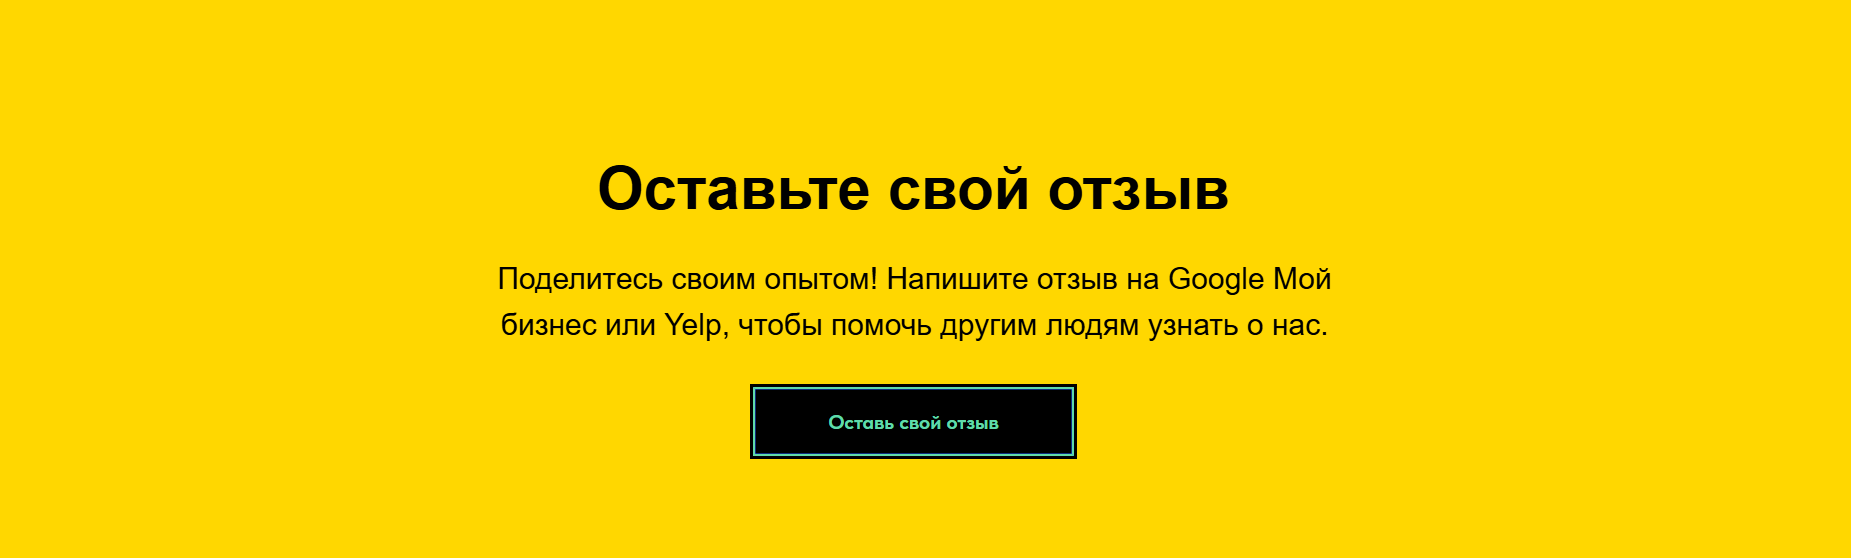 Оставьте свой отзыв
Поделитесь своим опытом! Напишите отзыв на Google Мой
бизнес или Yelp, чтобы помочь другим людям узнать о нас.
Оставь свой отзыв